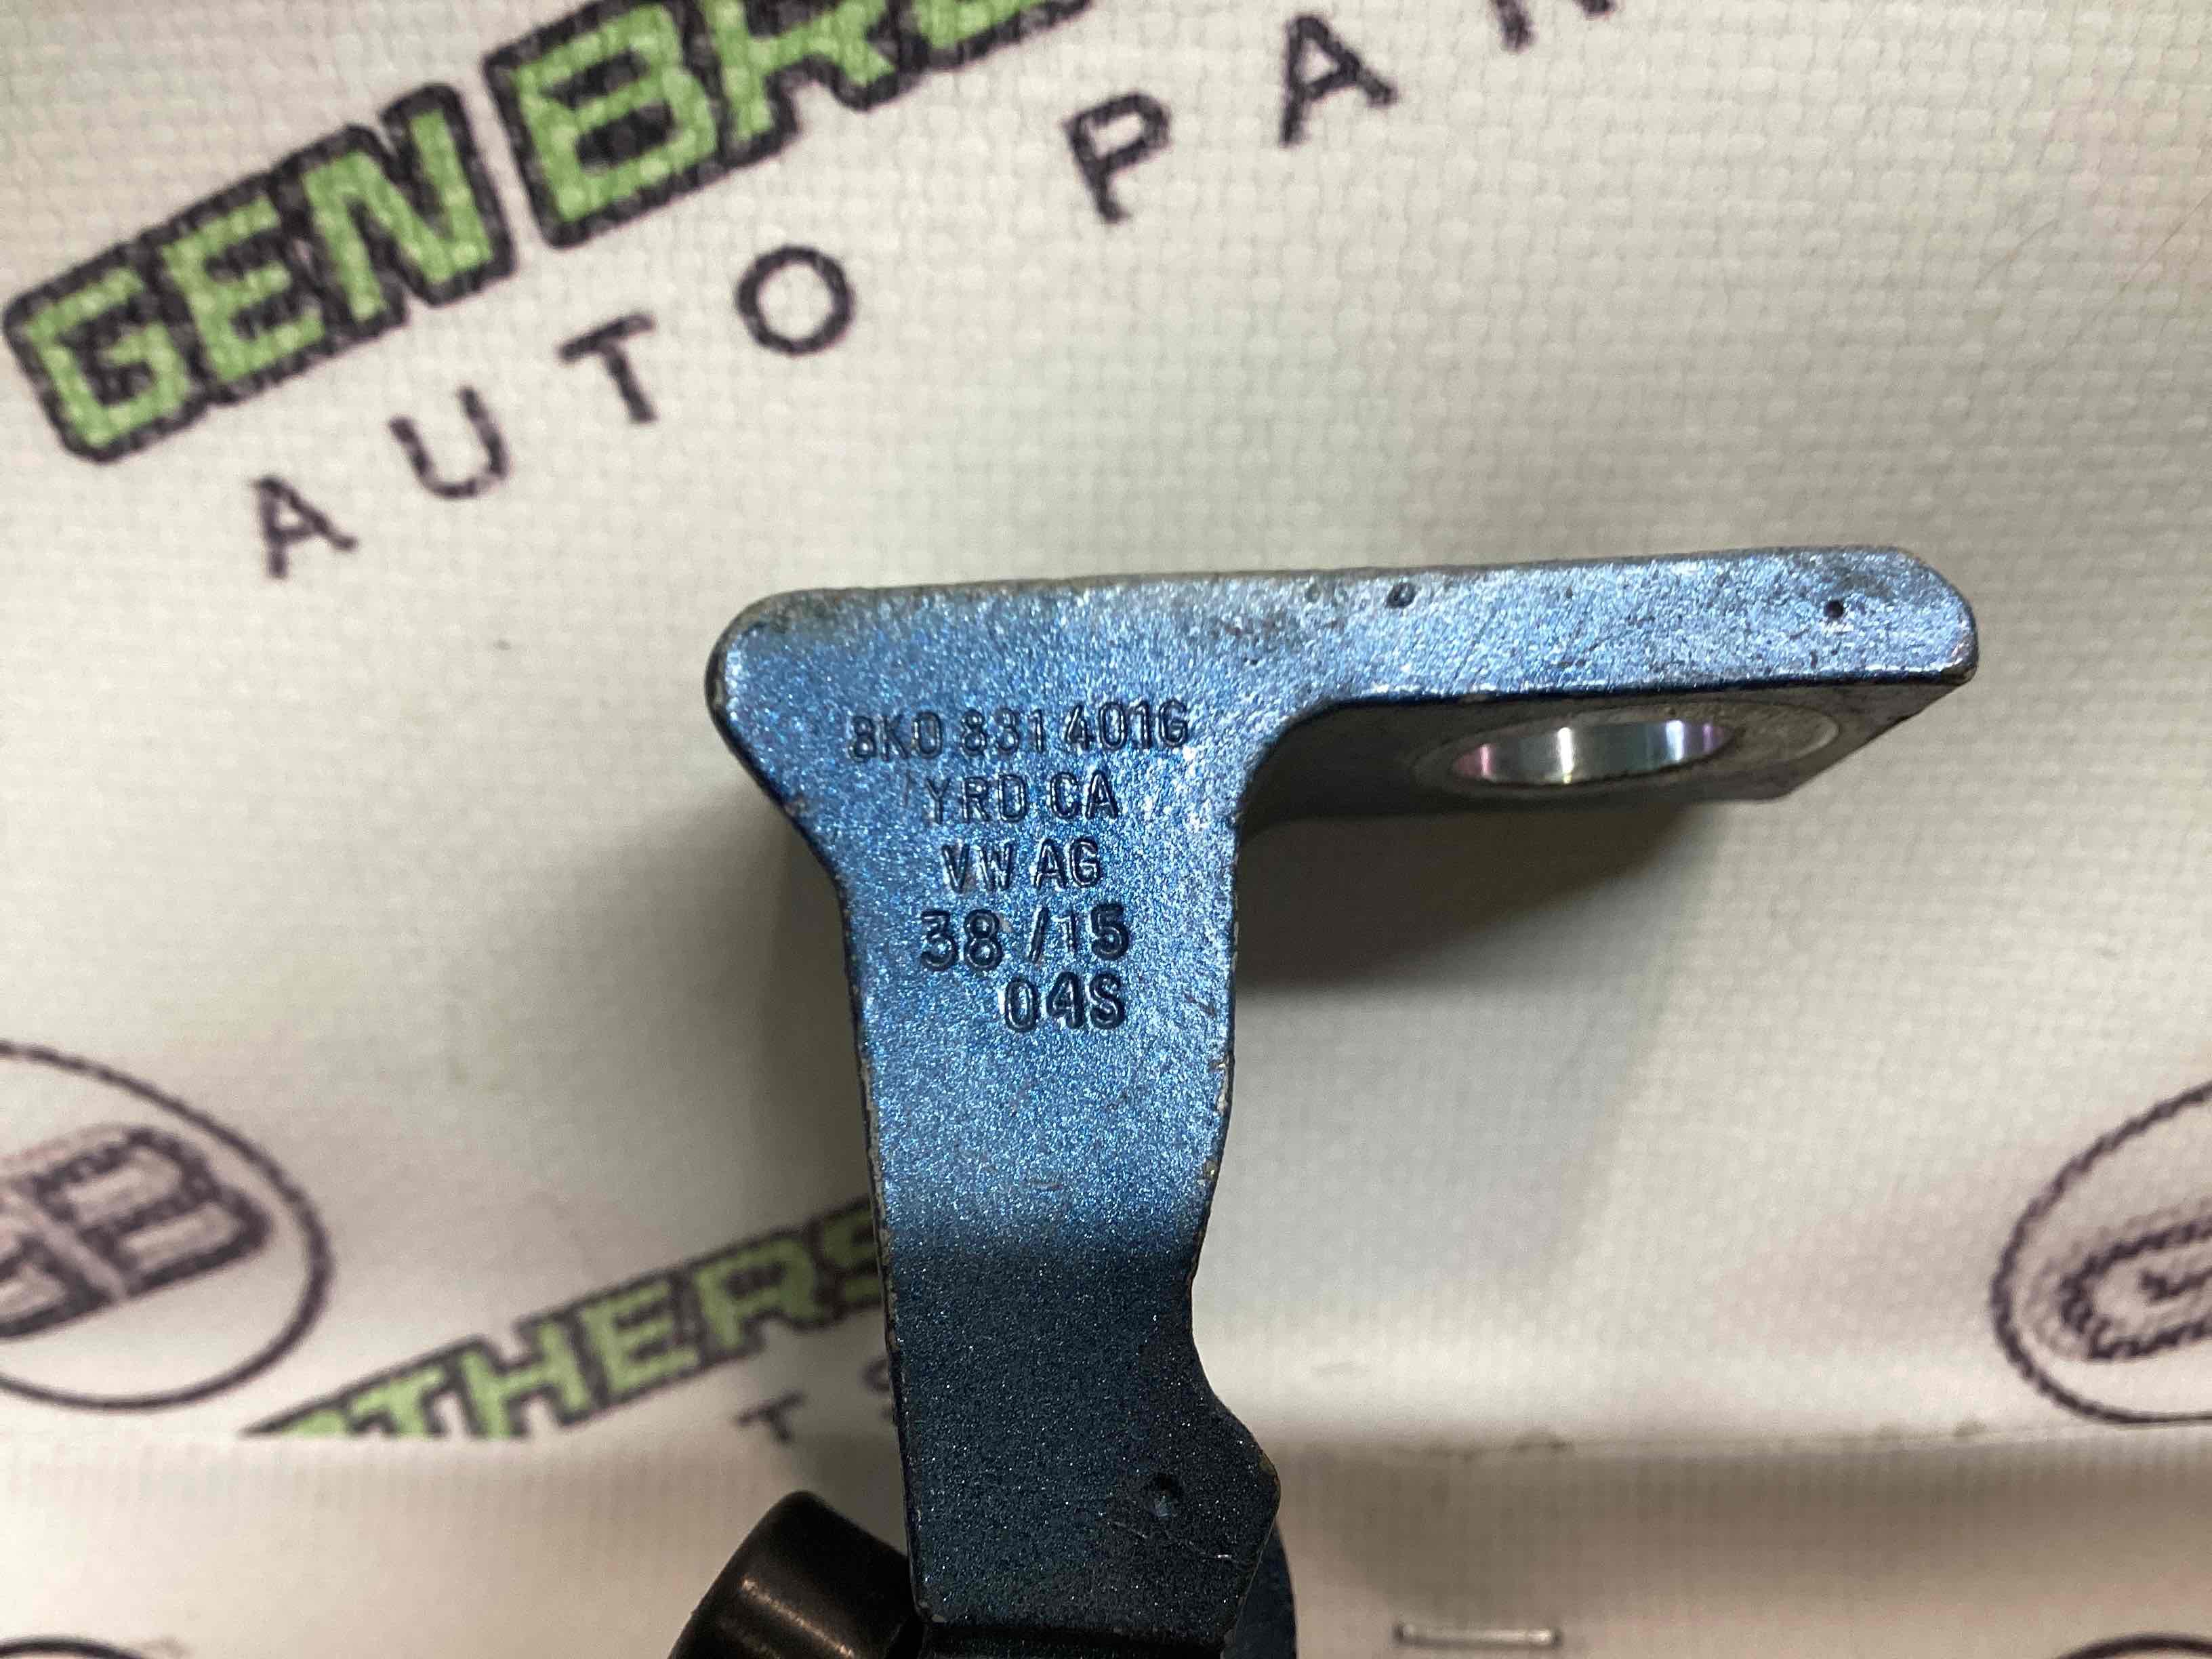 GEN BR
AUTO PA
8K0 831 401G
YRD CA
VW AG
38/15
04S
THERS